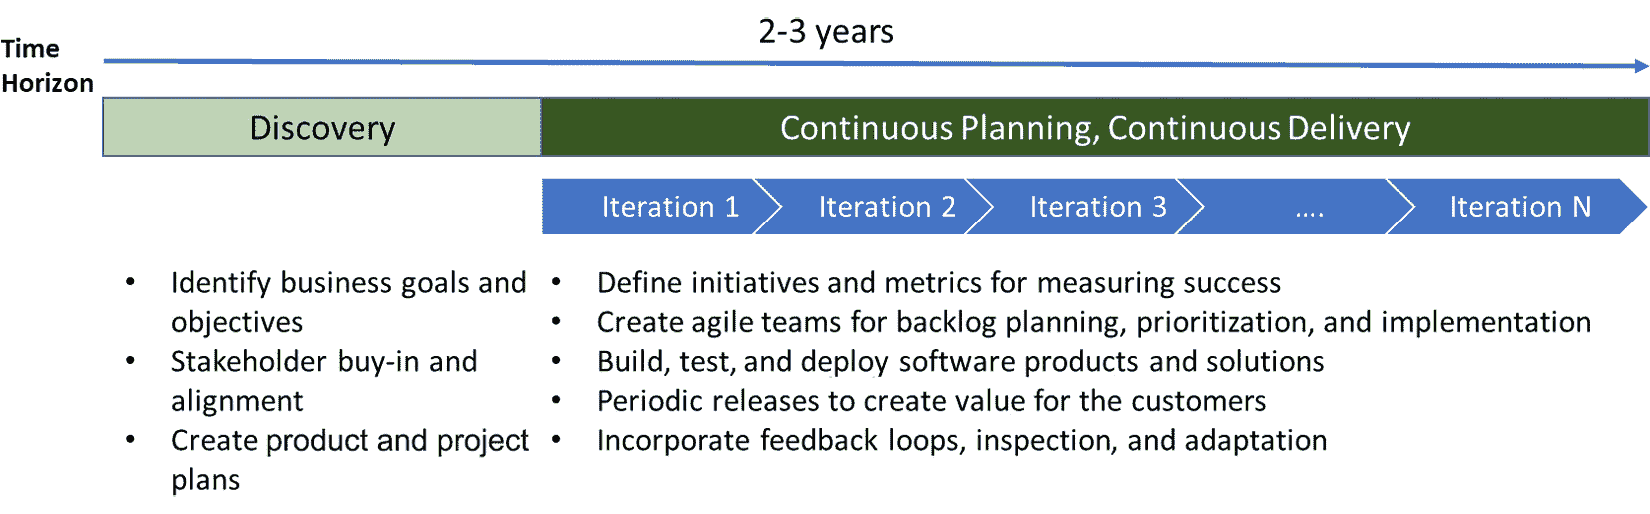 2-3 years
Time
Horizon
Discovery
Continuous Planning, Continuous Delivery
Iteration 1
Iteration 2
Iteration 3
....
Iteration N
• Identify business goals and
objectives
• Stakeholder buy-in and
alignment
• Create product and project
plans
• Define initiatives and metrics for measuring success
• Create agile teams for backlog planning, prioritization, and implementation
• Build, test, and deploy software products and solutions
• Periodic releases to create value for the customers
• Incorporate feedback loops, inspection, and adaptation